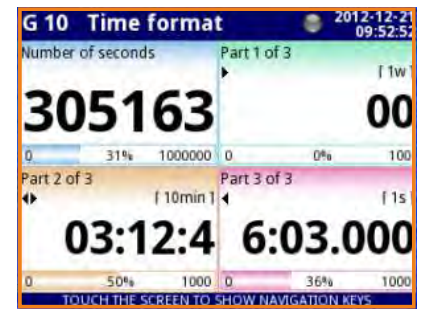 G 10 Time format 2012-12-21
09:52:52
Number of seconds
305163
0 31% 1000000
Part 1 of 3
[ 1w ]
00
0 0% 100
Part 2 of 3
[ 10min ]
03:12:4
0 50% 1000
Part 3 of 3
[ 1s ]
6:03.000
0 36% 1000
TOUCH THE SCREEN TO SHOW NAVIGATION KEYS